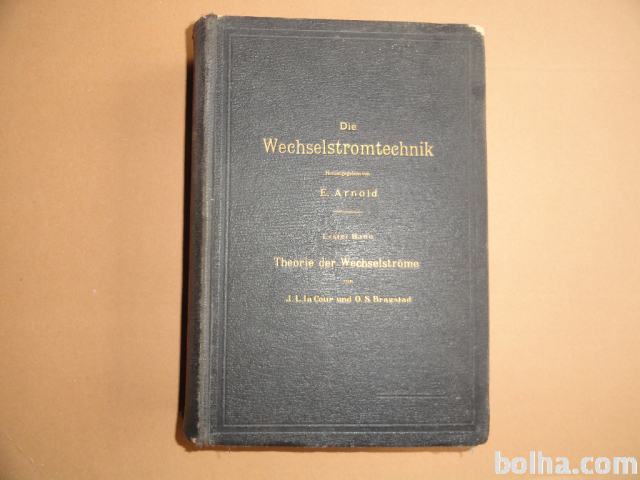 Die
Wechselstromtechnik
Herausgegeben von
E. Arnold
Erster Band
Theorie der Wechselströme
von
J. L. la Cour und O. S. Bragstad
bolha.com